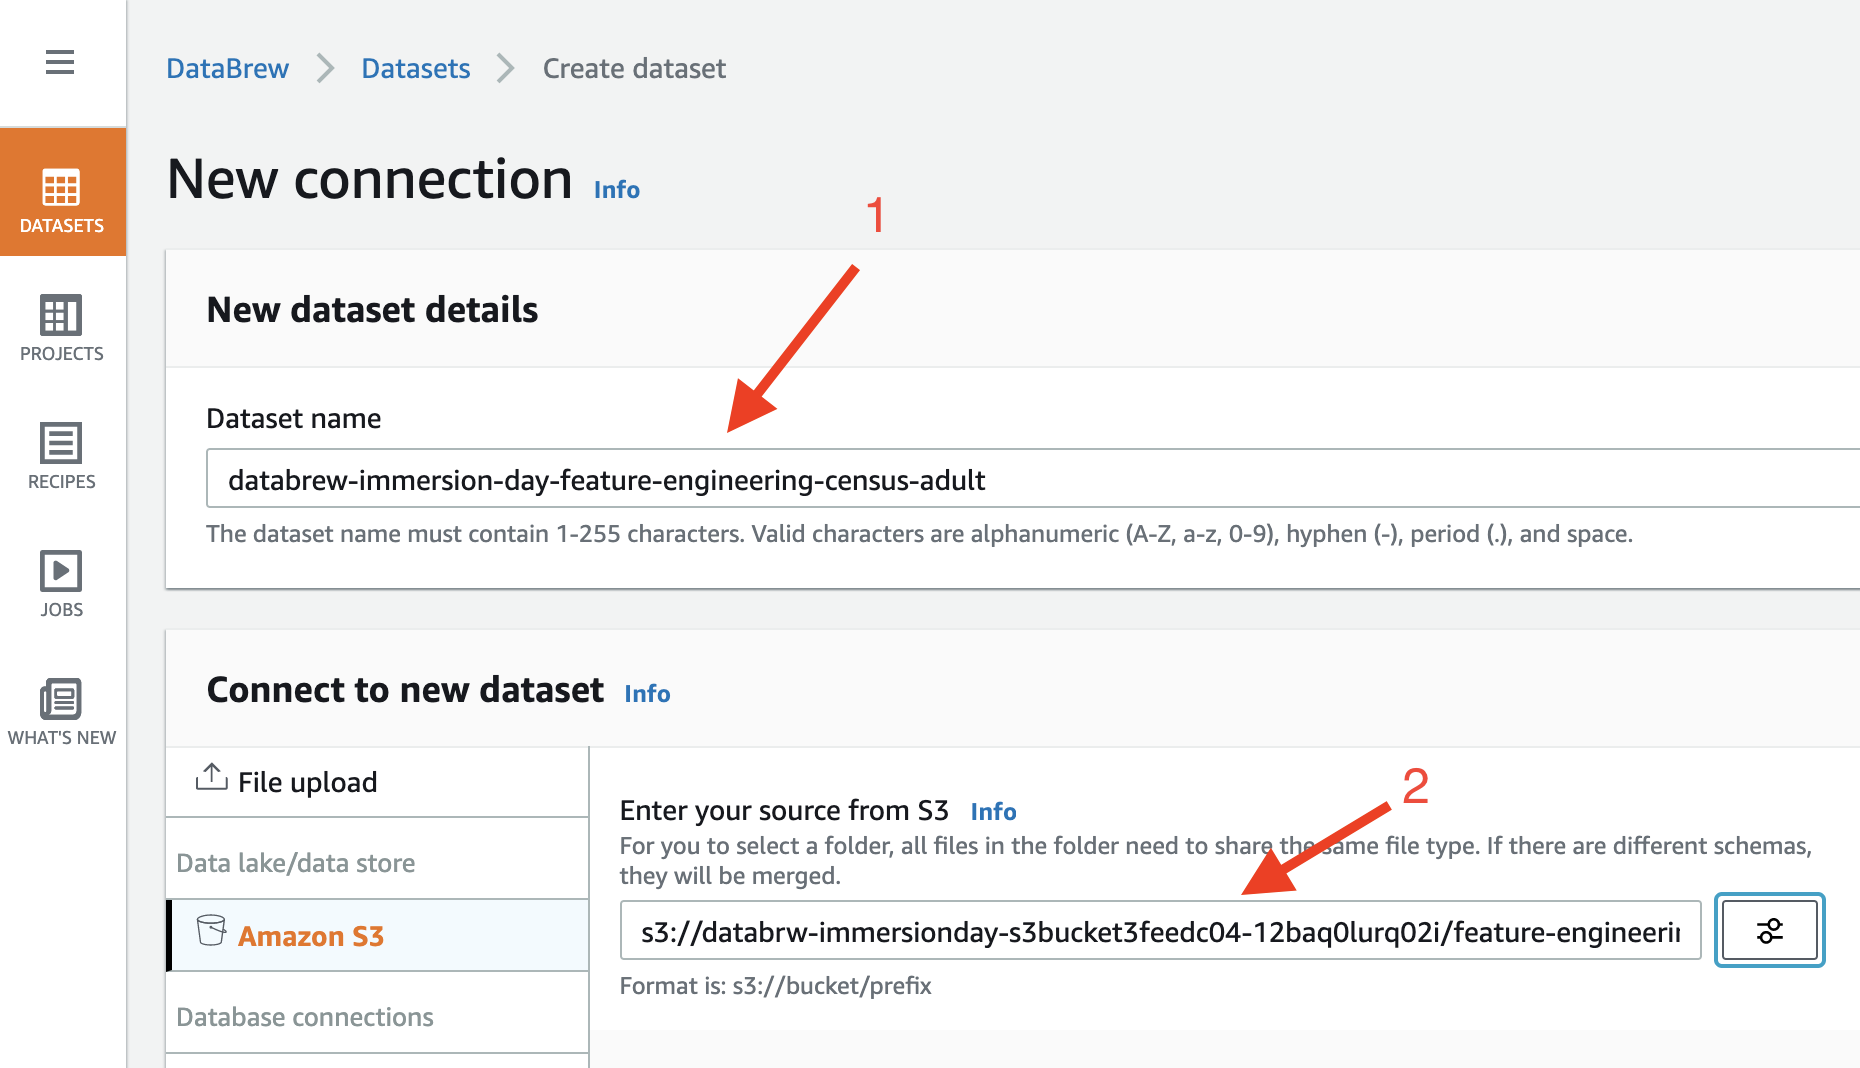 DataBrew > Datasets > Create dataset
DATASETS
PROJECTS
RECIPES
JOBS
WHAT'S NEW
New connection Info
1
New dataset details
Dataset name
databrew-immersion-day-feature-engineering-census-adult
The dataset name must contain 1-255 characters. Valid characters are alphanumeric (A-Z, a-z, 0-9), hyphen (-), period (.), and space.
Connect to new dataset Info
File upload
Data lake/data store
Amazon S3
Database connections
2
Enter your source from S3 Info
For you to select a folder, all files in the folder need to share the same file type. If there are different schemas,
they will be merged.
s3://databrw-immersionday-s3bucket3feedc04-12baq0lurq02i/feature-engineerin
Format is: s3://bucket/prefix